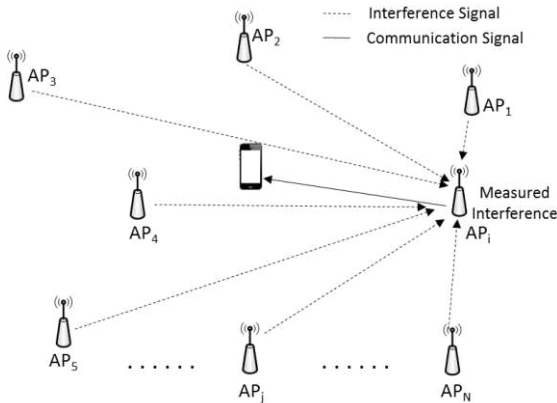 Interference Signal
Communication Signal
AP2
AP3
AP1
Measured
Interference
APi
AP4
AP5
. . . . . .
APj
. . . . . .
APN